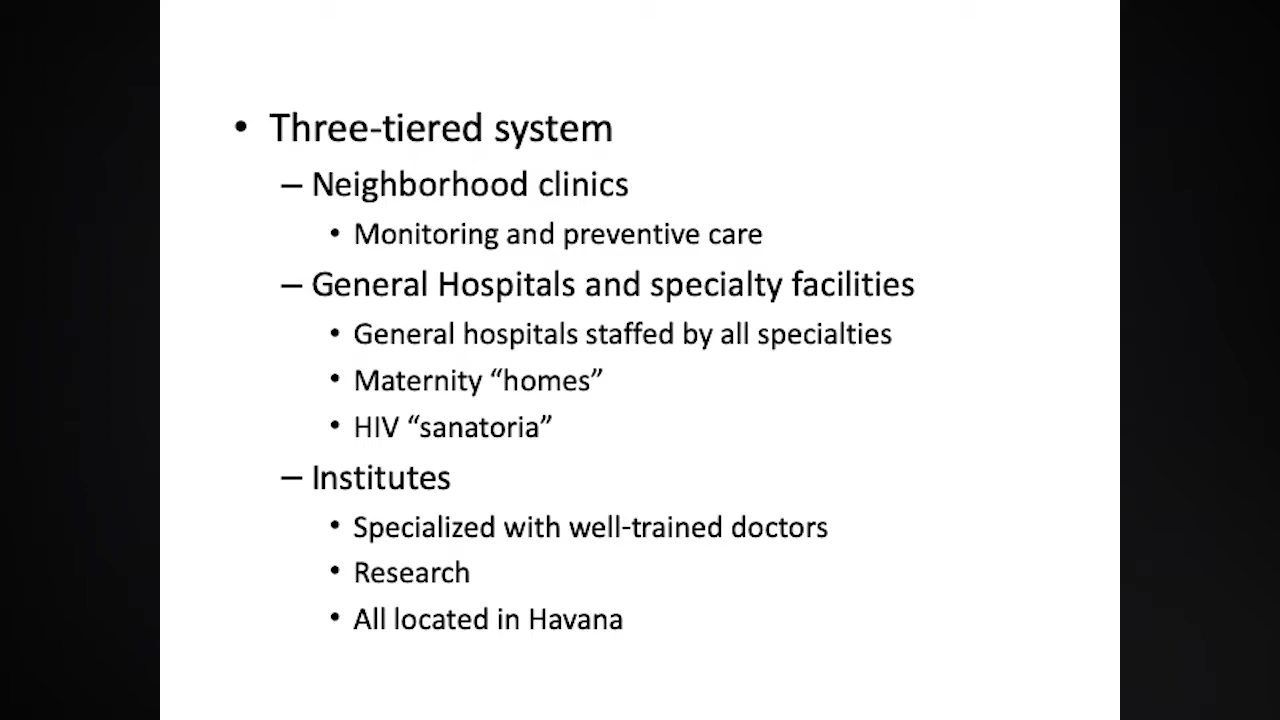 • Three-tiered system
– Neighborhood clinics
• Monitoring and preventive care
– General Hospitals and specialty facilities
• General hospitals staffed by all specialties
• Maternity “homes”
• HIV “sanatoria”
– Institutes
• Specialized with well-trained doctors
• Research
• All located in Havana